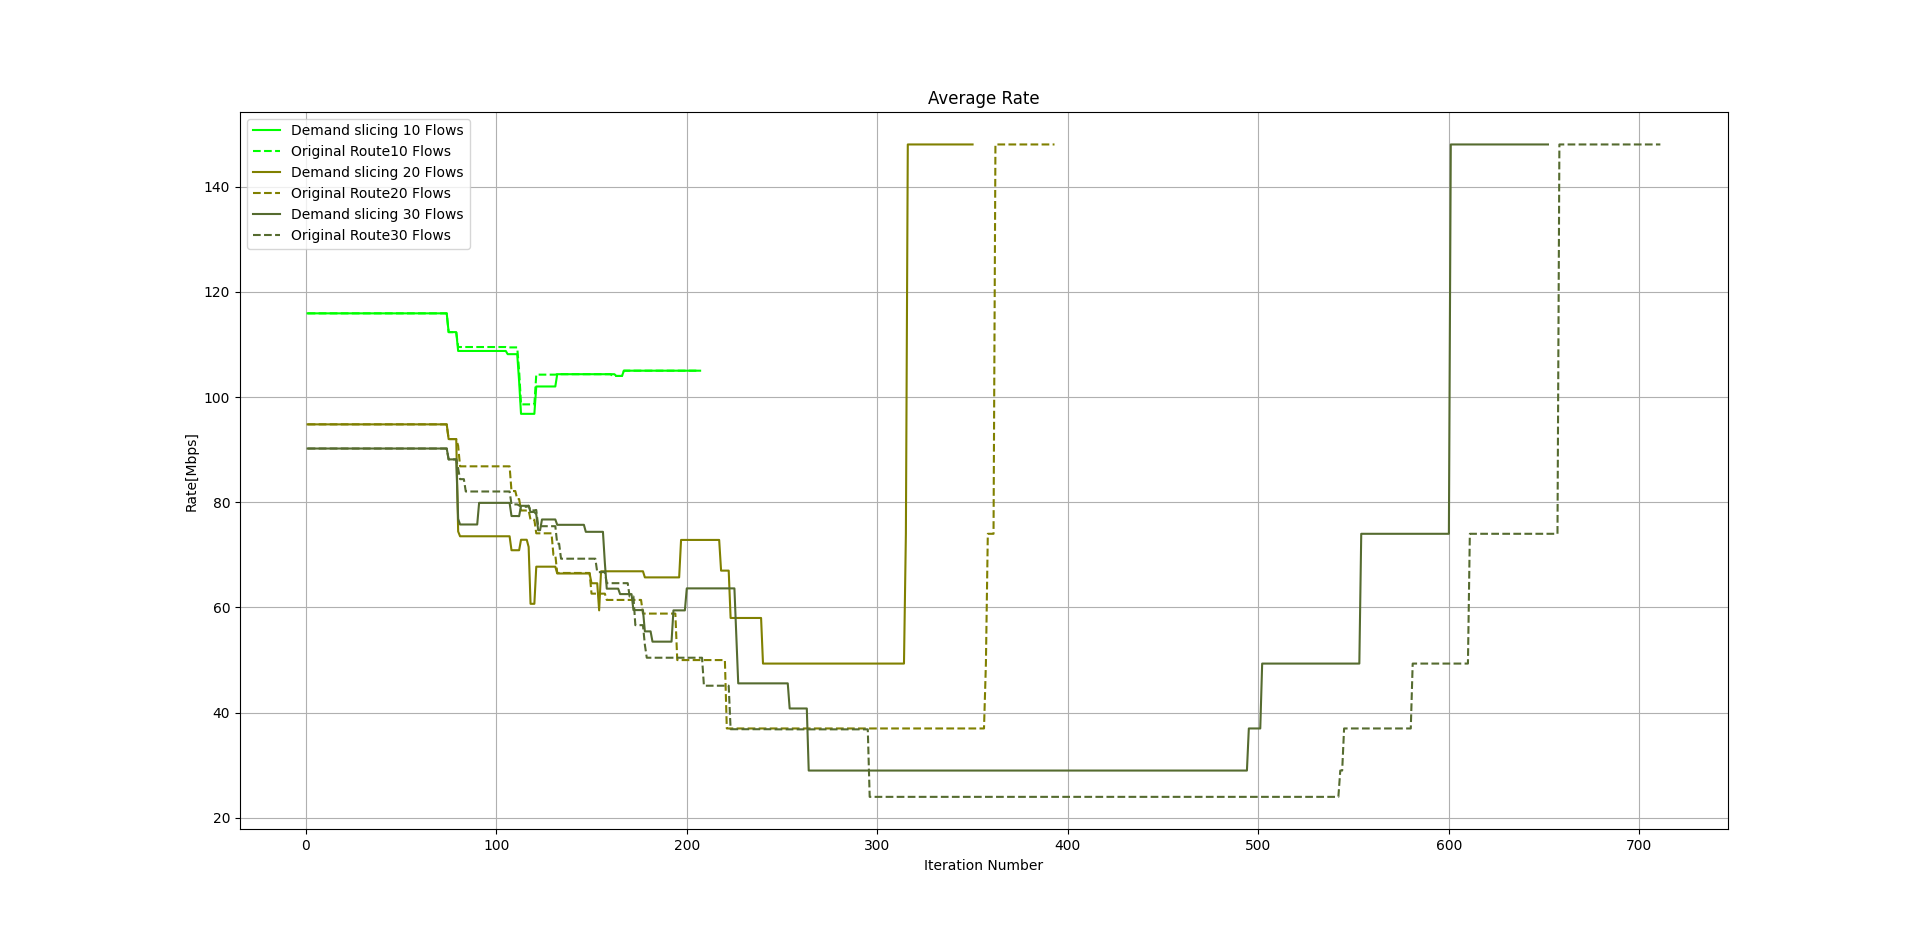 Average Rate
Demand slicing 10 Flows
Original Route10 Flows
Demand slicing 20 Flows
Original Route20 Flows
Demand slicing 30 Flows
Original Route30 Flows
Rate[Mbps]
140
120
100
80
60
40
20
0 100 200 300 400 500 600 700
Iteration Number